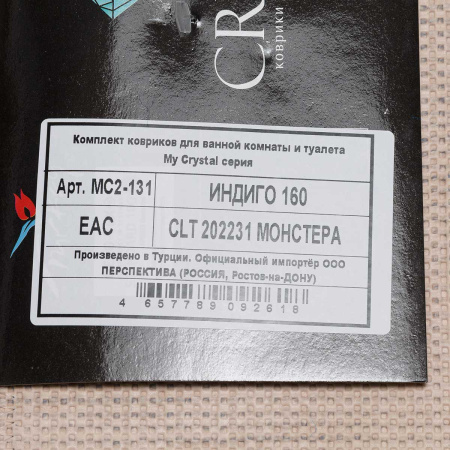 CR
коврики
Комплект ковриков для ванной комнаты и туалета
My Crystal серия
Арт. МС2-131
ИНДИГО 160
ЕАС
CLT 202231 МОНСТЕРА
Произведено в Турции. Официальный импортёр ООО
ПЕРСПЕКТИВА (РОССИЯ, Ростов-на-ДОНУ)
4 657789 092618